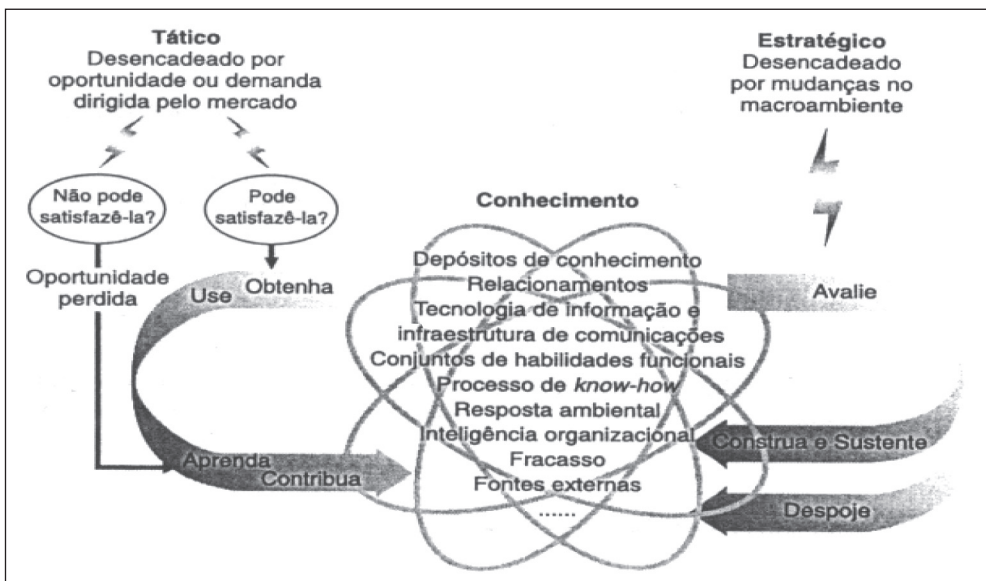 Tático
Desencadeado por
oportunidade ou demanda
dirigida pelo mercado
Não pode
satisfazê-la?
Pode
satisfazê-la?
Oportunidade
perdida
Use
Obtenha
Aprenda
Contribua
Conhecimento
Depósitos de conhecimento
Relacionamentos
Tecnologia de informação e
infraestrutura de comunicações
Conjuntos de habilidades funcionais
Processo de know-how
Resposta ambiental
Inteligência organizacional
Fracasso
Fontes externas
......
Estratégico
Desencadeado
por mudanças no
macroambiente
Avalie
Construa e Sustente
Despoje